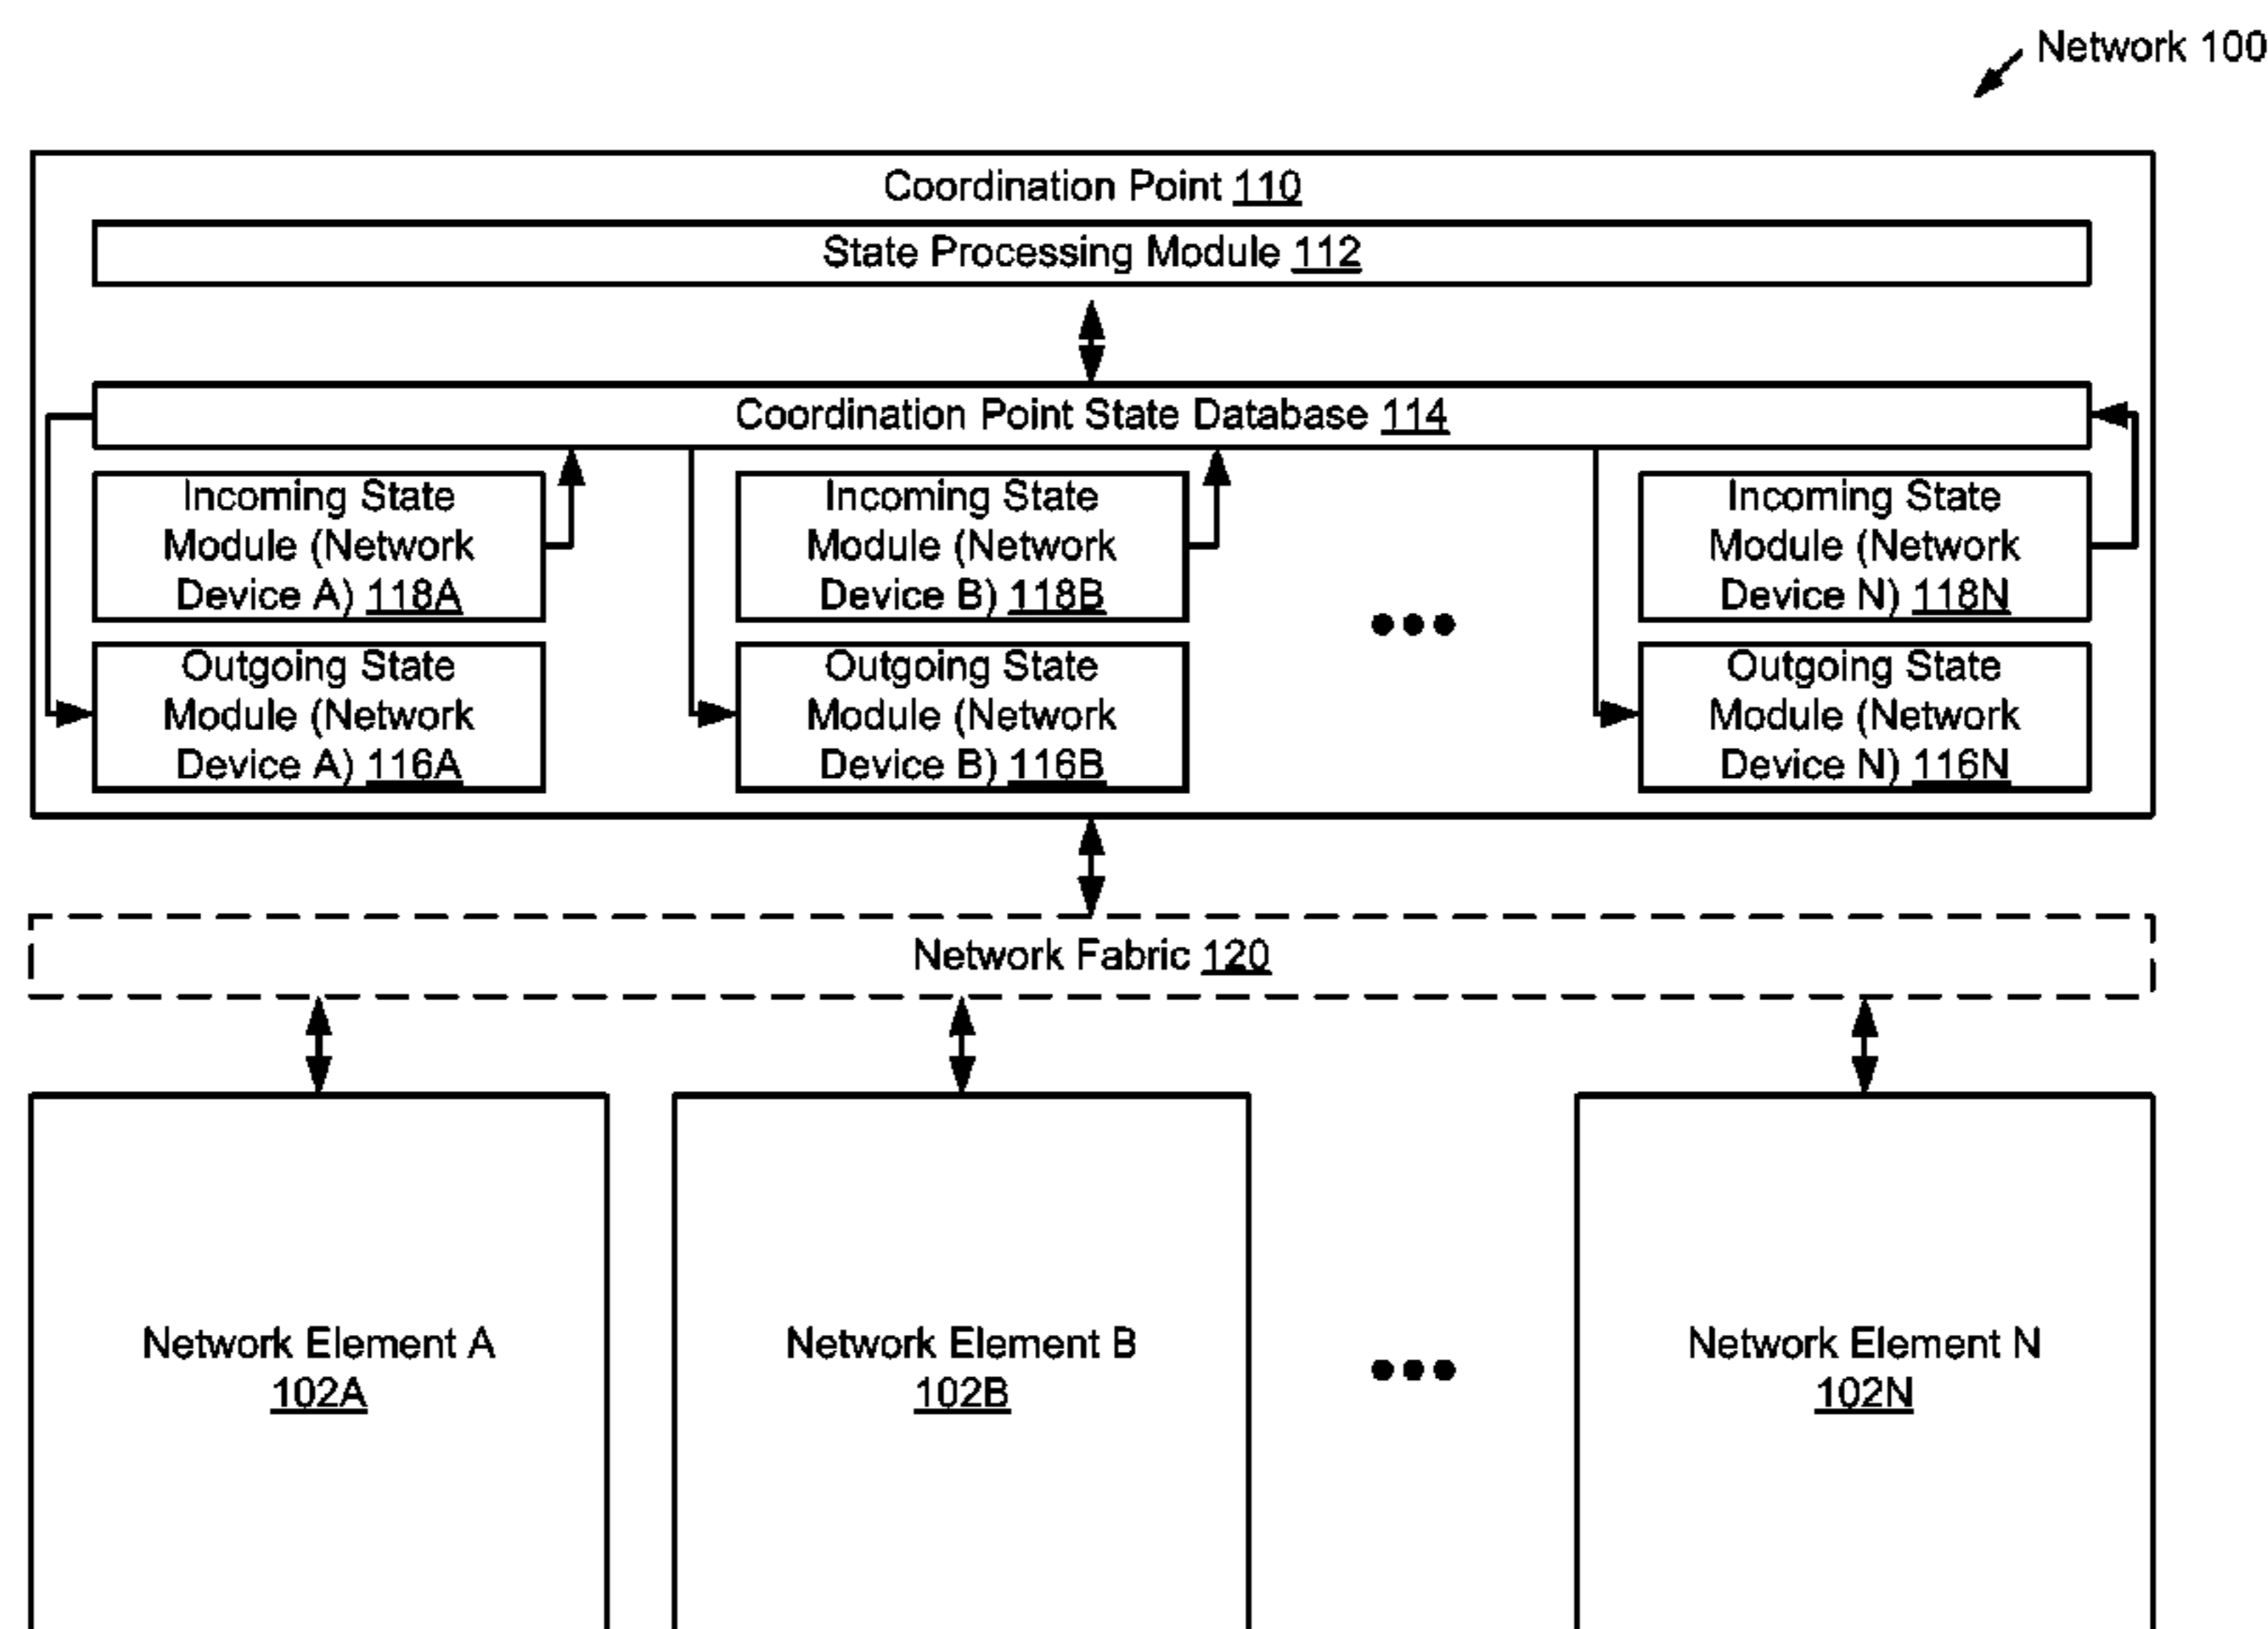 Network 100
Coordination Point 110
State Processing Module 112
Coordination Point State Database 114
Incoming State
Module (Network
Device A) 118A
Incoming State
Module (Network
Device B) 118B
Incoming State
Module (Network
Device N) 118N
Outgoing State
Module (Network
Device A) 116A
Outgoing State
Module (Network
Device B) 116B
Outgoing State
Module (Network
Device N) 116N
Network Fabric 120
Network Element A
102A
Network Element B
102B
Network Element N
102N